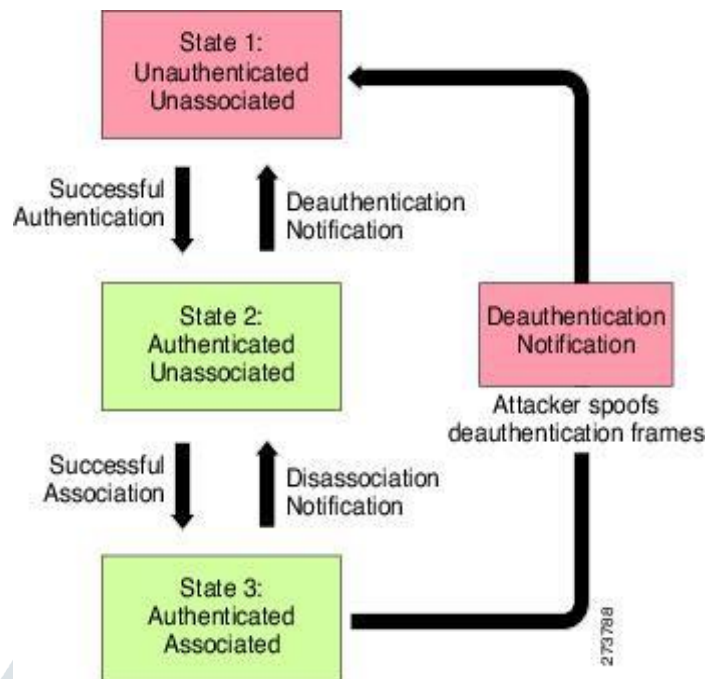 State 1:
Unauthenticated
Unassociated
Successful
Authentication
Deauthentication
Notification
State 2:
Authenticated
Unassociated
Deauthentication
Notification
Attacker spoofs
deauthentication frames
Successful
Association
Disassociation
Notification
State 3:
Authenticated
Associated
273788